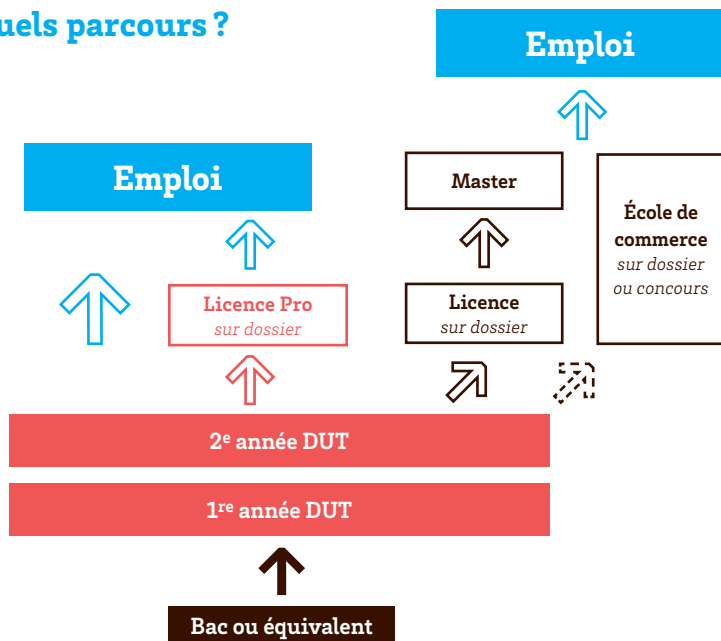 uels parcours ?
Emploi
Emploi
Master
École de
commerce
sur dossier
ou concours
Licence Pro
sur dossier
Licence
sur dossier
2e année DUT
1re année DUT
Bac ou équivalent